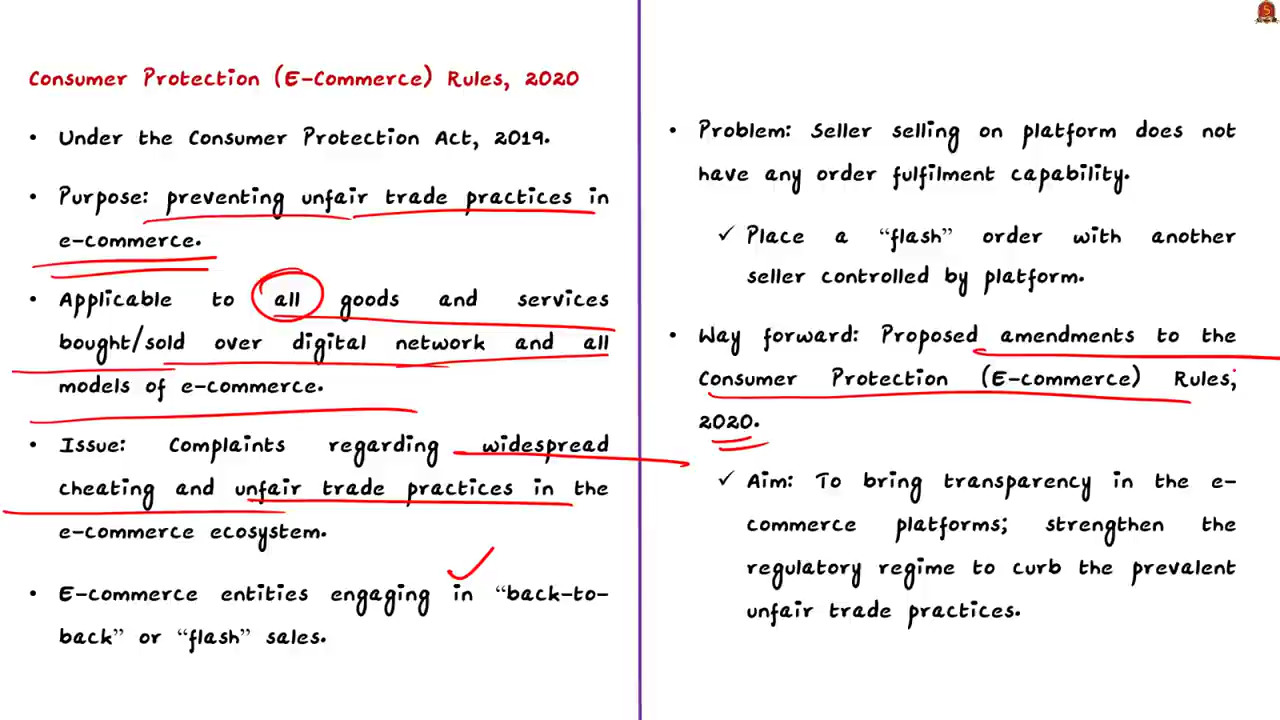 Consumer Protection (E-Commerce) Rules, 2020
• Under the Consumer Protection Act, 2019.
• Purpose: preventing unfair trade practices in
e-commerce.
• Applicable to all goods and services
bought/sold over digital network and all
models of e-commerce.
• Issue: Complaints regarding widespread
cheating and unfair trade practices in the
e-commerce ecosystem.
• E-commerce entities engaging in “back-to-
back” or “flash” sales.
• Problem: Seller selling on platform does not
have any order fulfilment capability.
✓ Place a “flash” order with another
seller controlled by platform.
• Way forward: Proposed amendments to the
Consumer Protection (E-commerce) Rules,
2020.
✓ Aim: To bring transparency in the e-
commerce platforms; strengthen the
regulatory regime to curb the prevalent
unfair trade practices.